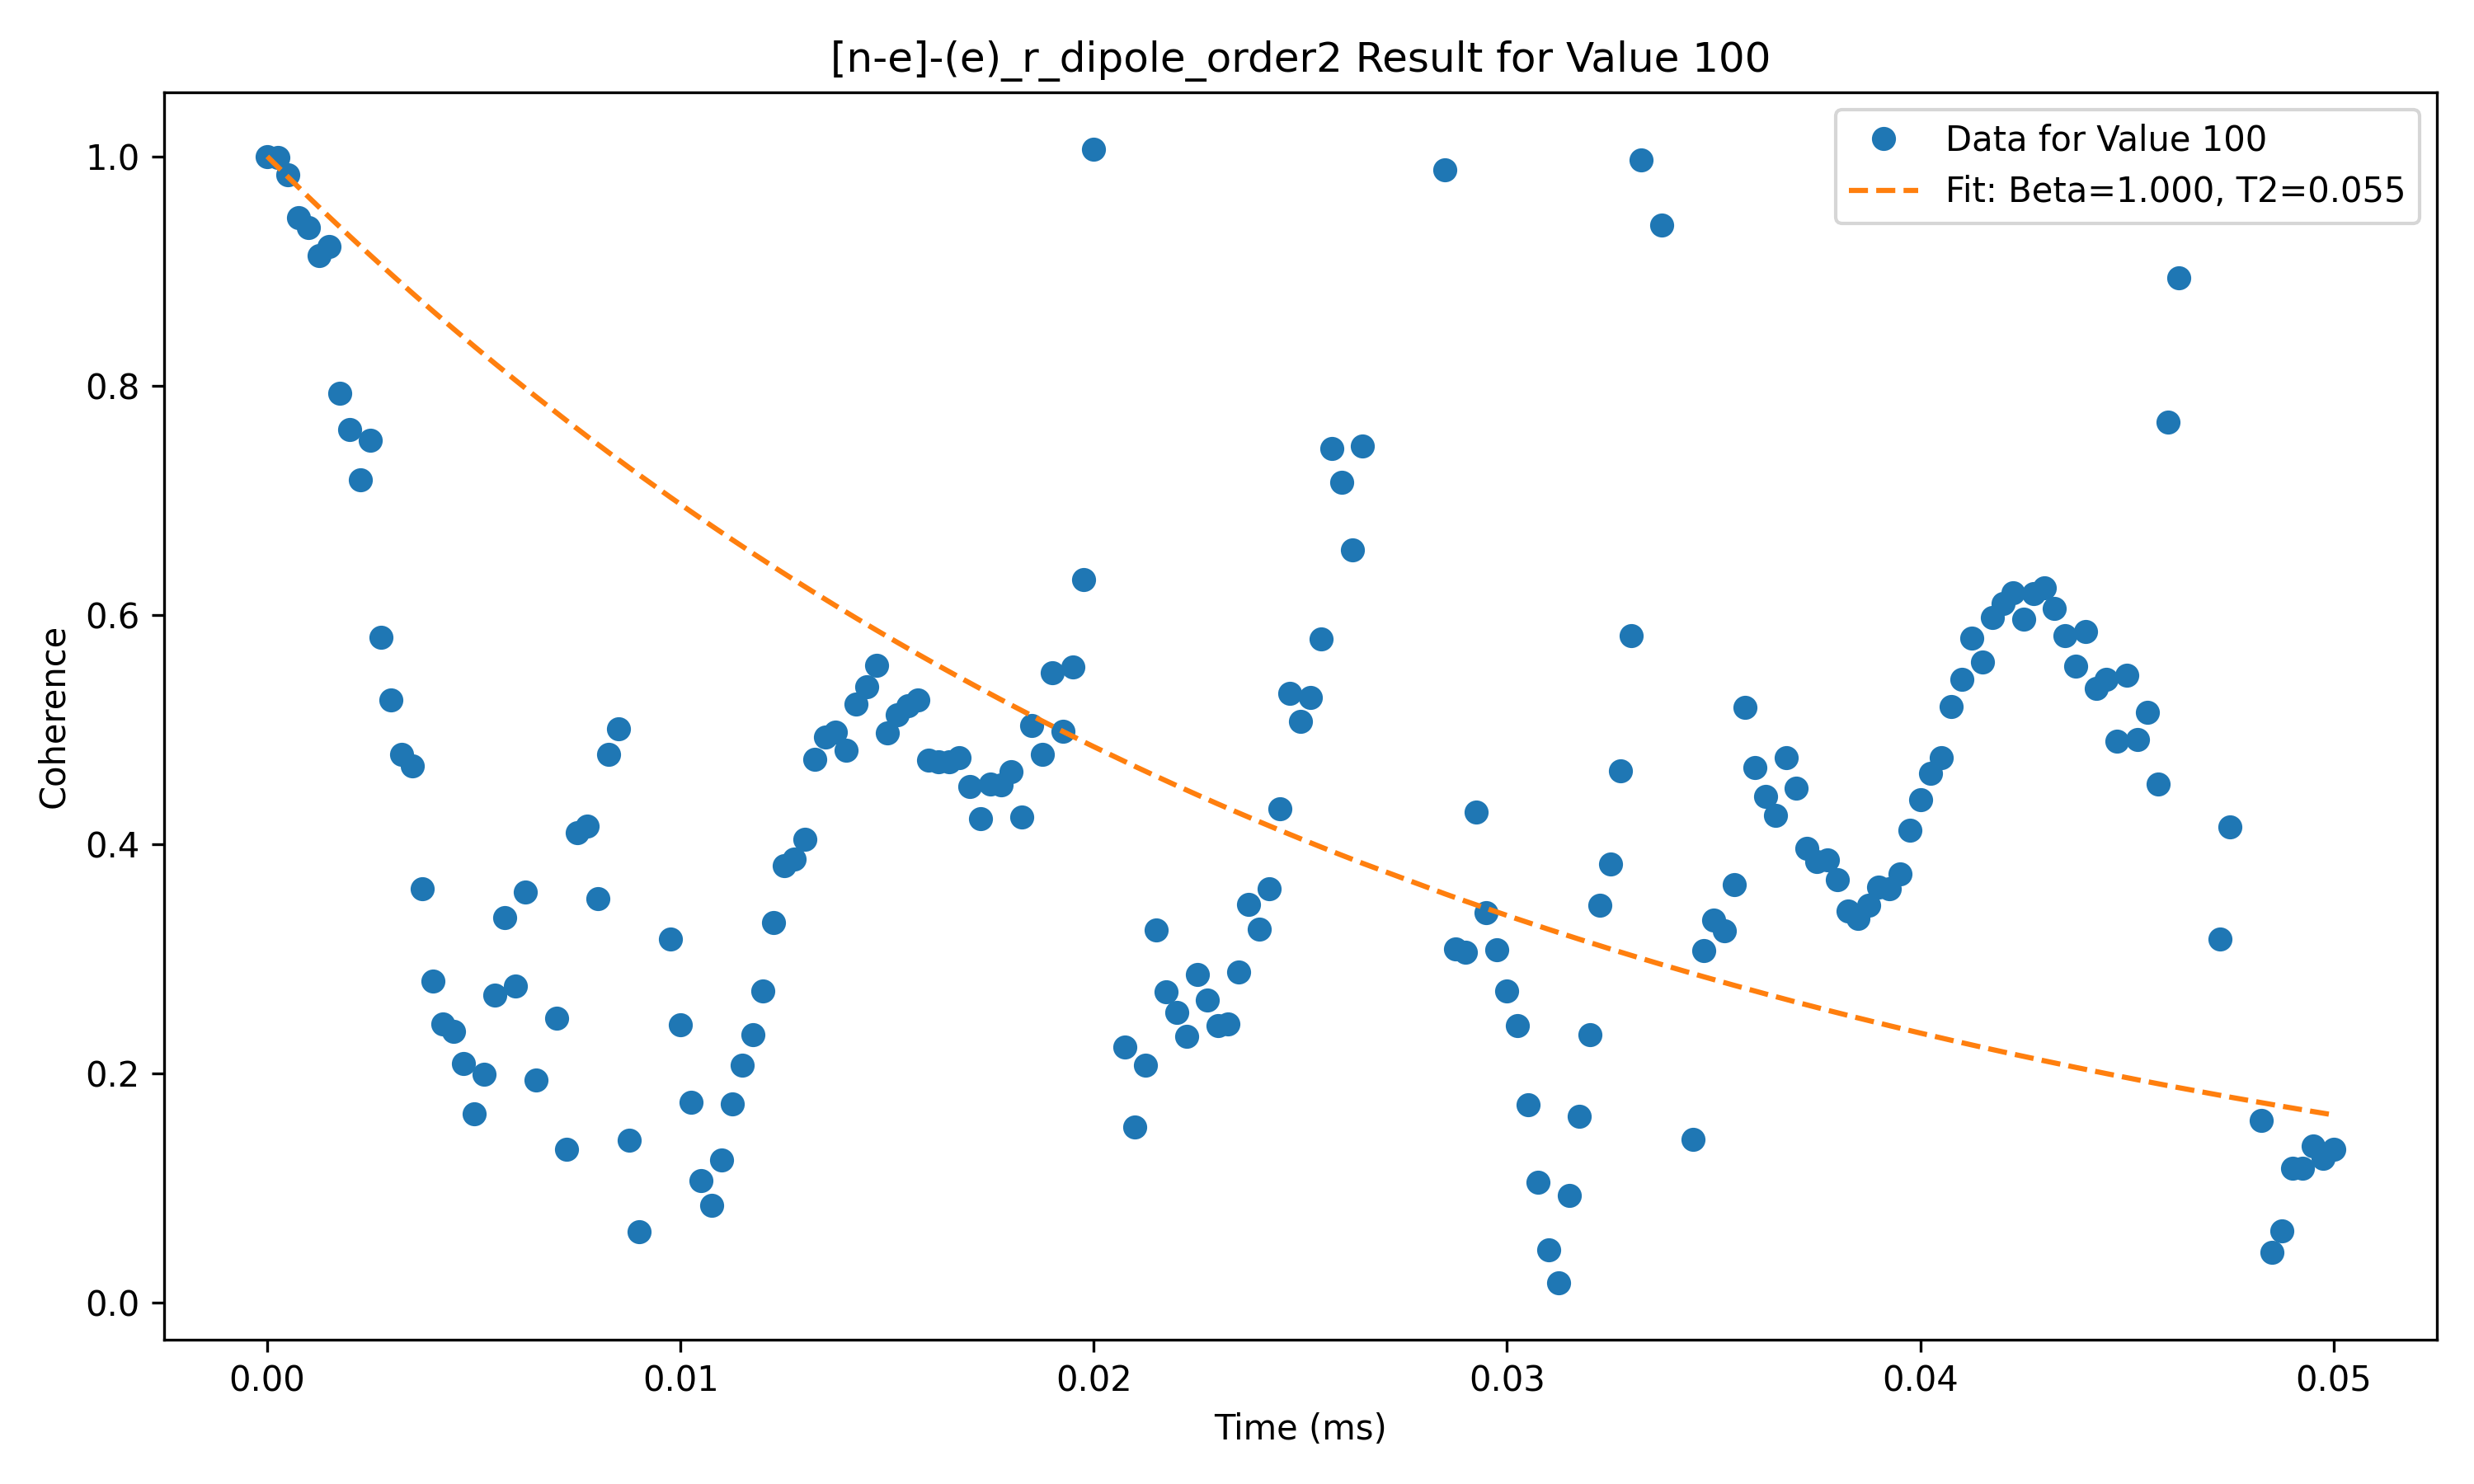 [n-e]-(e)_r_dipole_order2 Result for Value 100
Data for Value 100
Fit: Beta=1.000, T2=0.055
Coherence
1.0
0.8
0.6
0.4
0.2
0.0
0.00 0.01 0.02 0.03 0.04 0.05
Time (ms)